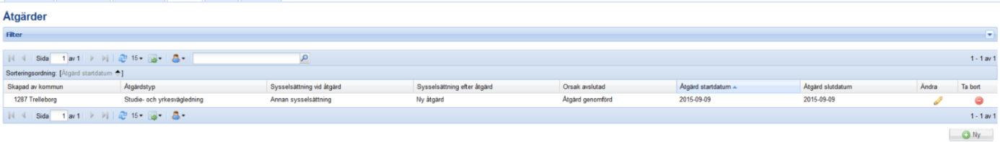 Åtgärder
Filter
Sida 1 av 1 15 1 - 1 av 1
Sorteringsordning: [Åtgärd startdatum]
Skapad av kommun Åtgärdstyp Sysselsättning vid åtgärd Sysselsättning efter åtgärd Orsak avslutad Åtgärd startdatum Åtgärd slutdatum Ändra Ta bort
1287 Trelleborg Studie- och yrkesvägledning Annan sysselsättning Ny åtgärd Åtgärd genomförd 2015-09-09 2015-09-09
Sida 1 av 1 15 1 - 1 av 1
Ny